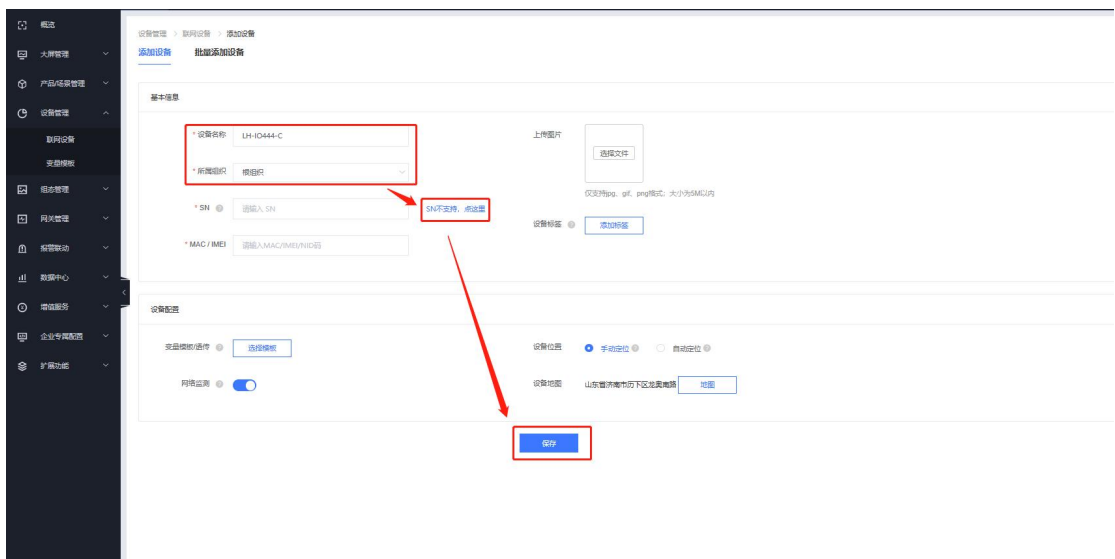 概览
大屏管理
产品/场景管理
设备管理
联网设备
变量模板
组态管理
网关管理
报警联动
数据中心
增值服务
企业专属配置
扩展功能
设备管理 > 联网设备 > 添加设备
添加设备 批量添加设备
基本信息
* 设备名称 LH-IO444-C
* 所属组织 根组织
* SN 请输入 SN SN不支持，点这里
* MAC / IMEI 请输入MAC/IMEI/NID码
上传图片 选择文件
仅支持jpg、gif、png格式；大小为5M以内
设备标签 添加标签
设备配置
变量模板/透传 选择模板
网络监测
设备位置 手动定位 自动定位
设备地图 山东省济南市历下区龙奥南路 地图
保存